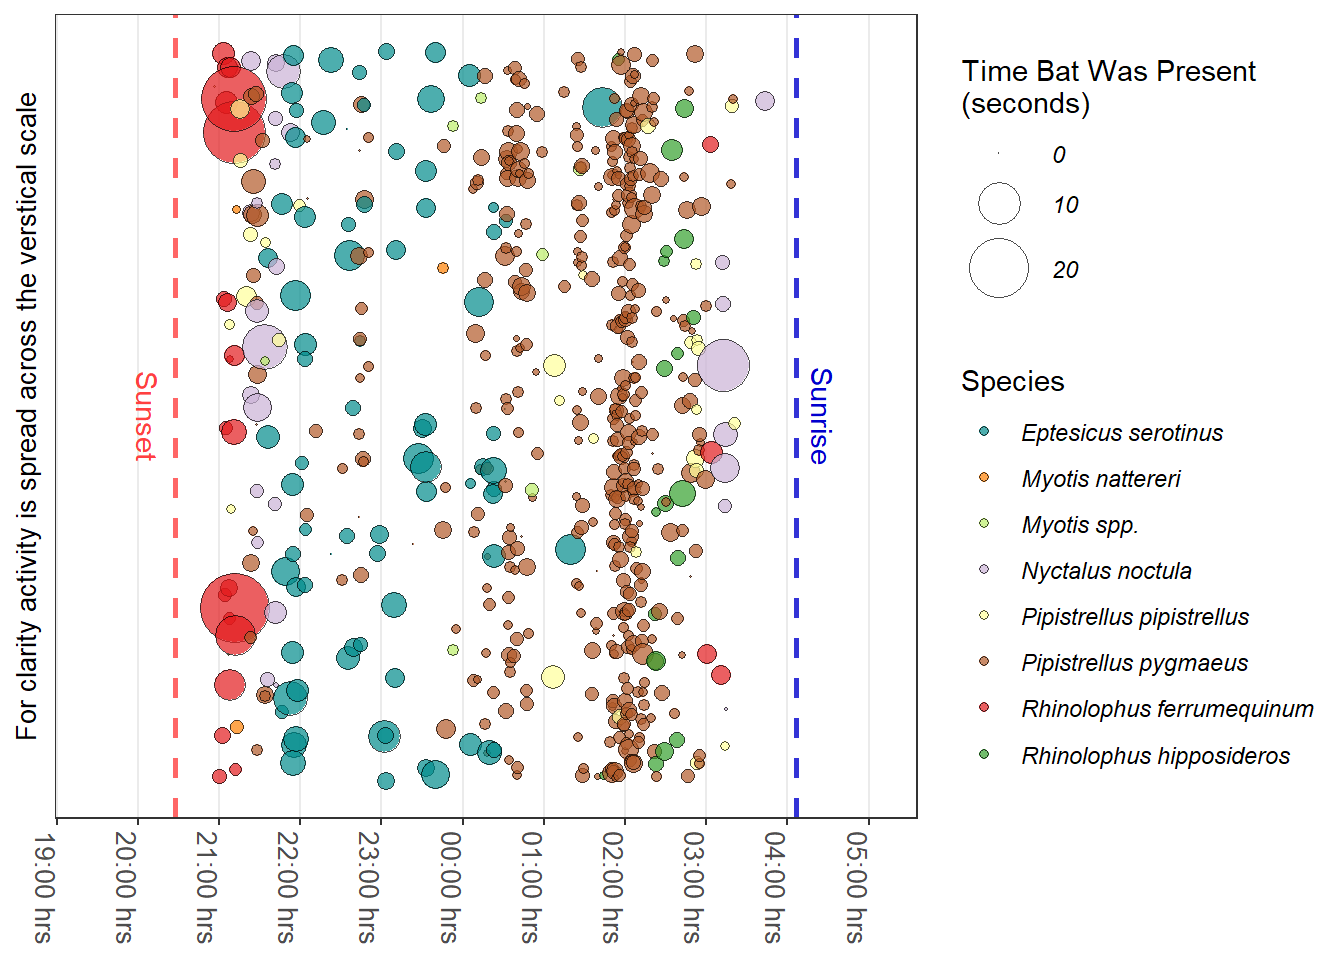 For clarity activity is spread across the verstical scale
Sunset
Sunrise
19:00 hrs
20:00 hrs
21:00 hrs
22:00 hrs
23:00 hrs
00:00 hrs
01:00 hrs
02:00 hrs
03:00 hrs
04:00 hrs
05:00 hrs
Time Bat Was Present
(seconds)
0
10
20
Species
Eptesicus serotinus
Myotis nattereri
Myotis spp.
Nyctalus noctula
Pipistrellus pipistrellus
Pipistrellus pygmaeus
Rhinolophus ferrumequinum
Rhinolophus hipposideros